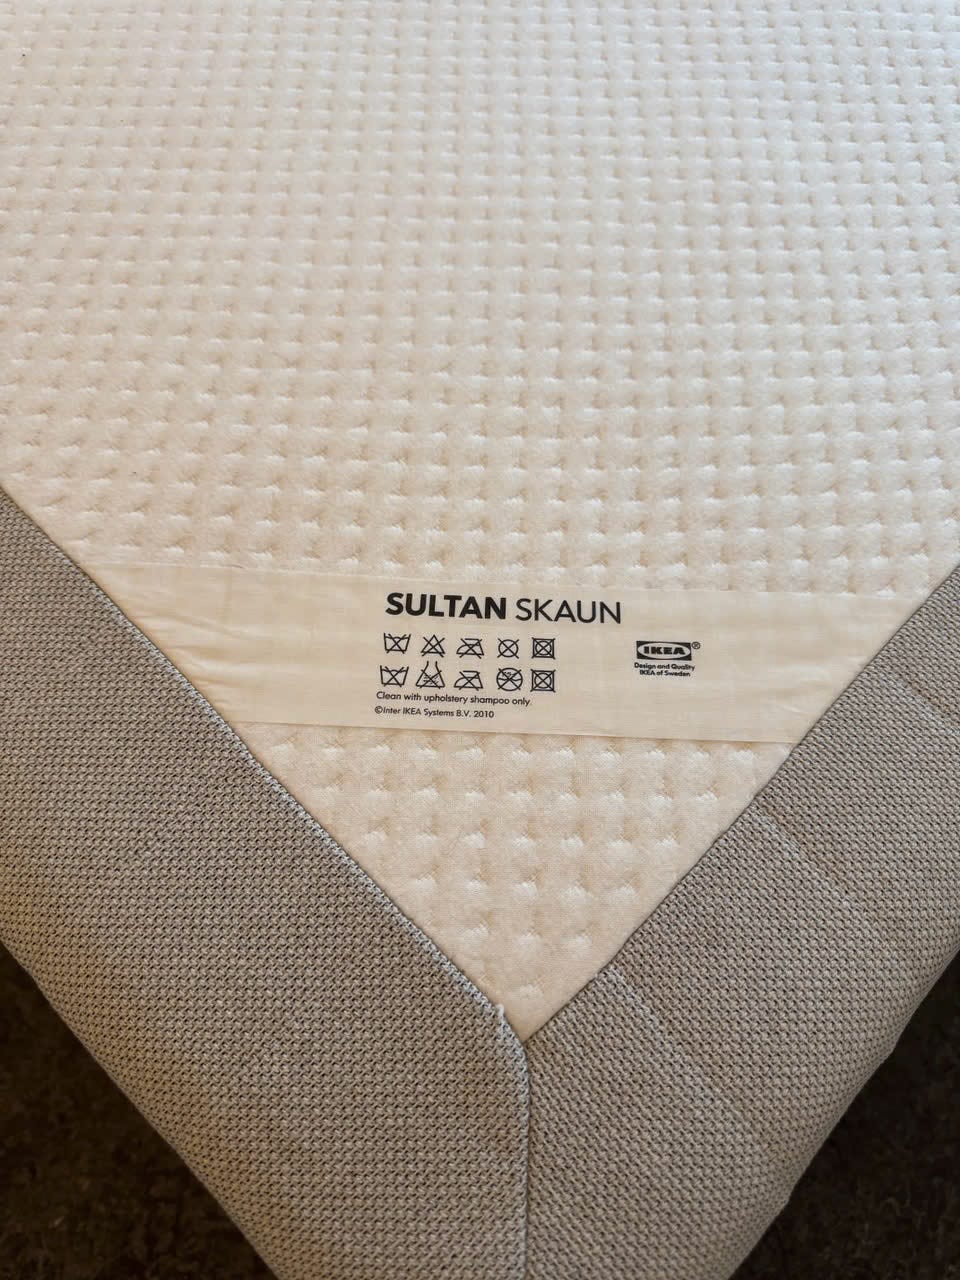 SULTAN SKAUN
IKEA®
Design and Quality
IKEA of Sweden
Clean with upholstery shampoo only.
©Inter IKEA Systems B.V. 2010